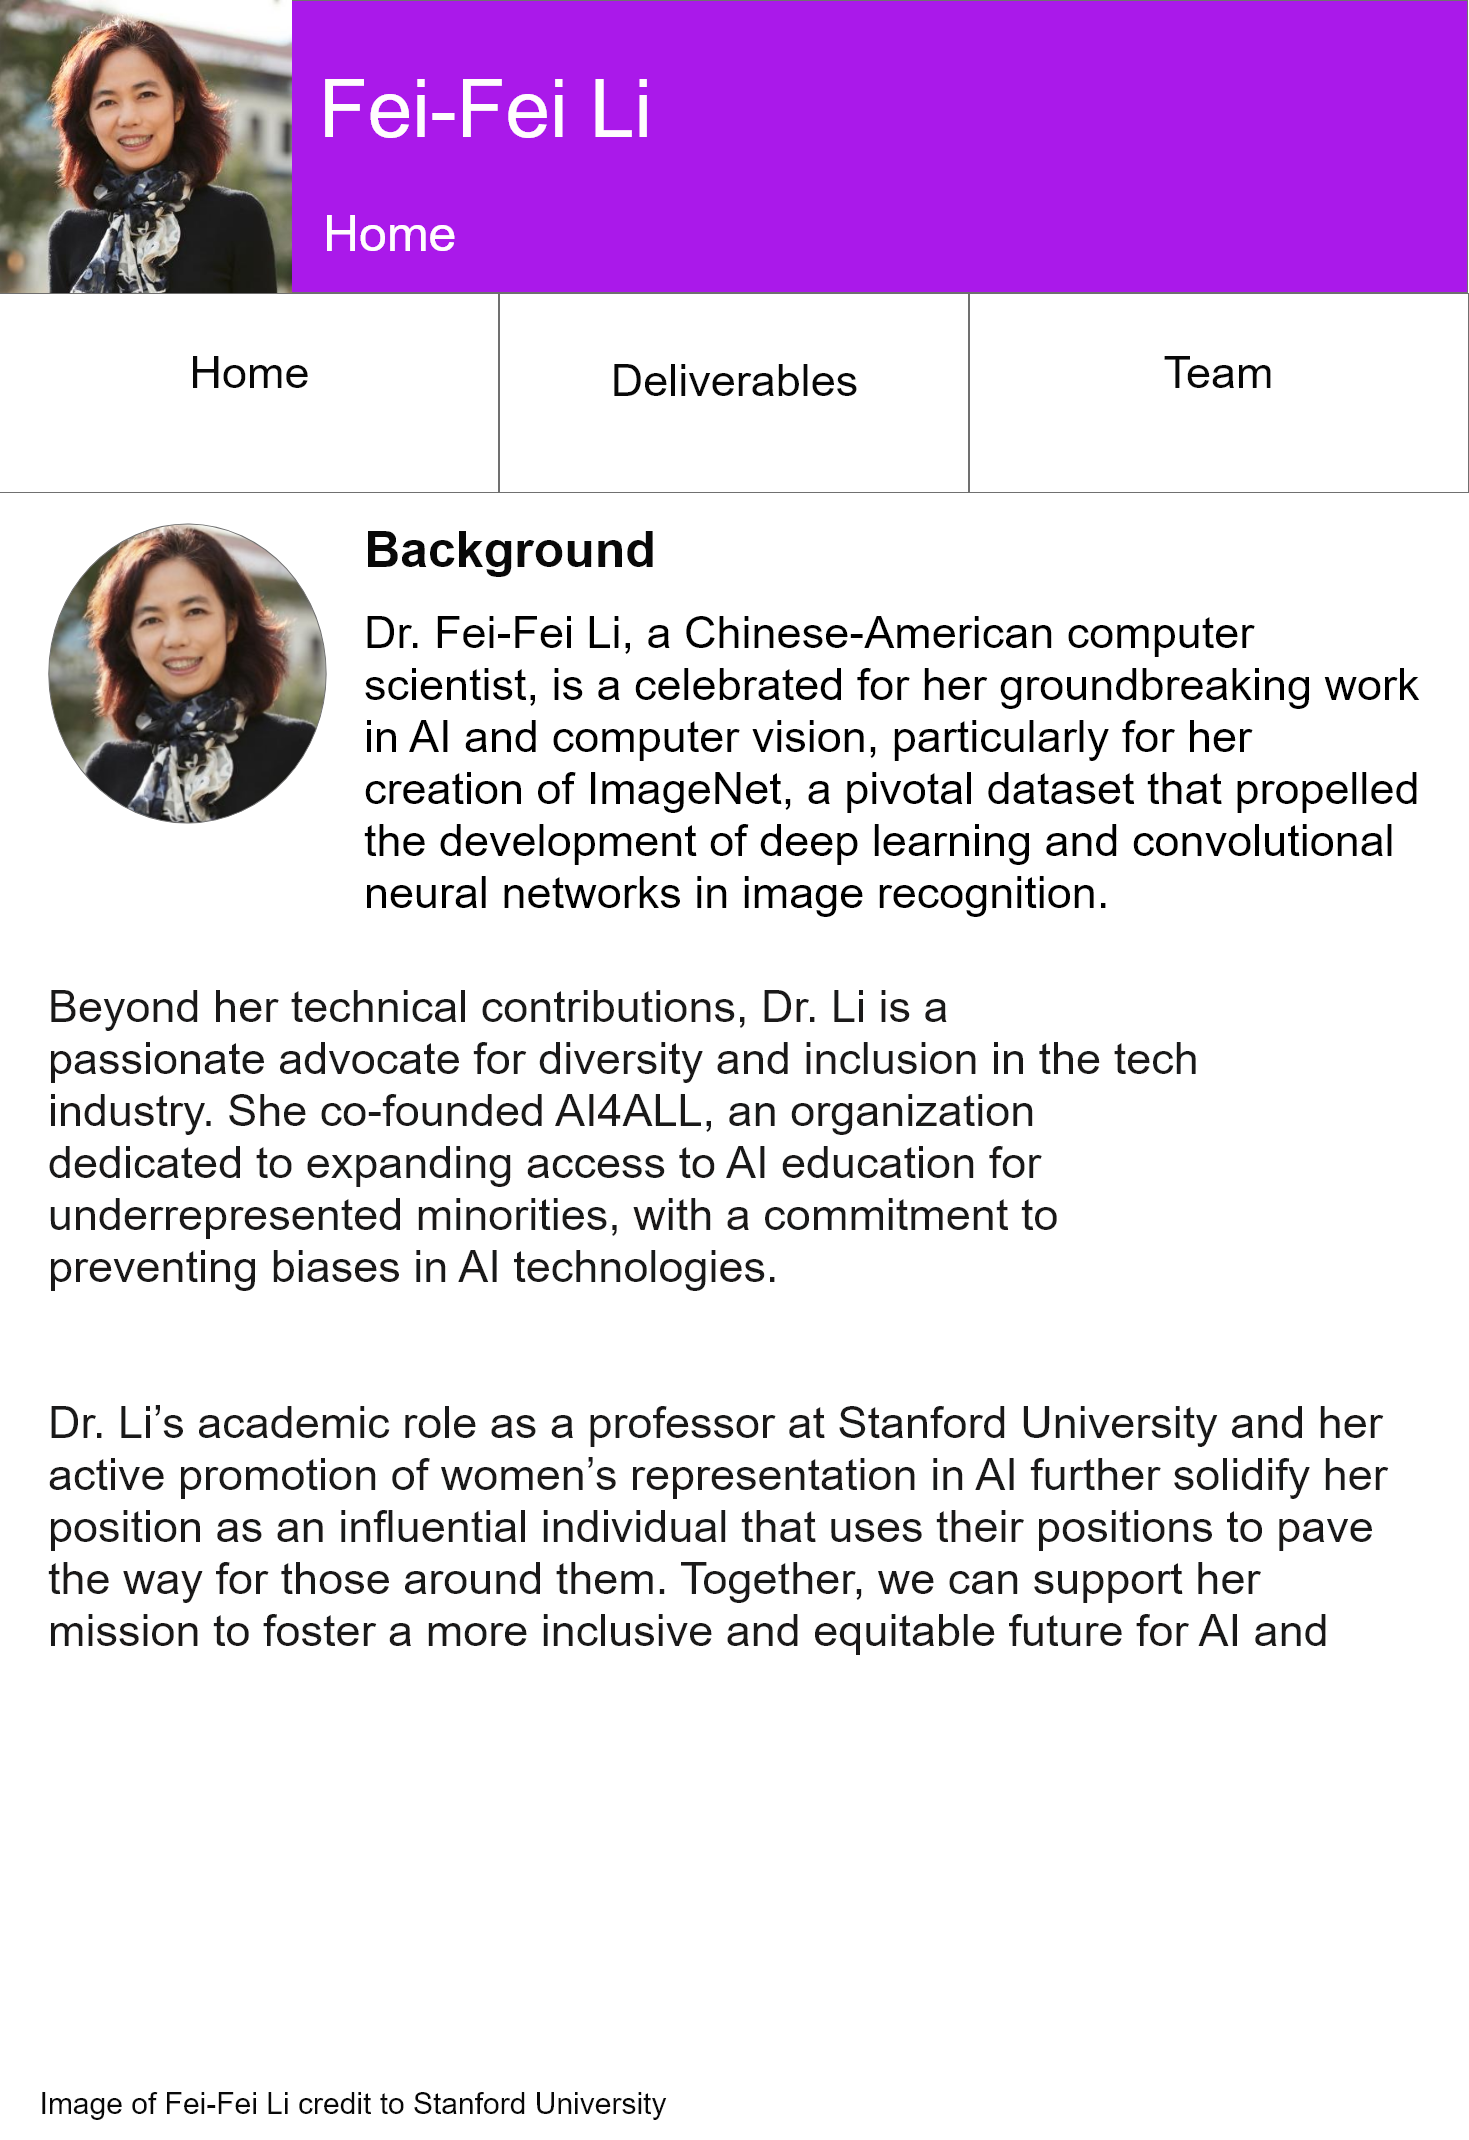 Fei-Fei Li
Home
Home
Deliverables
Team
Background
Dr. Fei-Fei Li, a Chinese-American computer
scientist, is a celebrated for her groundbreaking work
in AI and computer vision, particularly for her
creation of ImageNet, a pivotal dataset that propelled
the development of deep learning and convolutional
neural networks in image recognition.
Beyond her technical contributions, Dr. Li is a
passionate advocate for diversity and inclusion in the tech
industry. She co-founded AI4ALL, an organization
dedicated to expanding access to AI education for
underrepresented minorities, with a commitment to
preventing biases in AI technologies.
Dr. Li’s academic role as a professor at Stanford University and her
active promotion of women’s representation in AI further solidify her
position as an influential individual that uses their positions to pave
the way for those around them. Together, we can support her
mission to foster a more inclusive and equitable future for AI and
Image of Fei-Fei Li credit to Stanford University